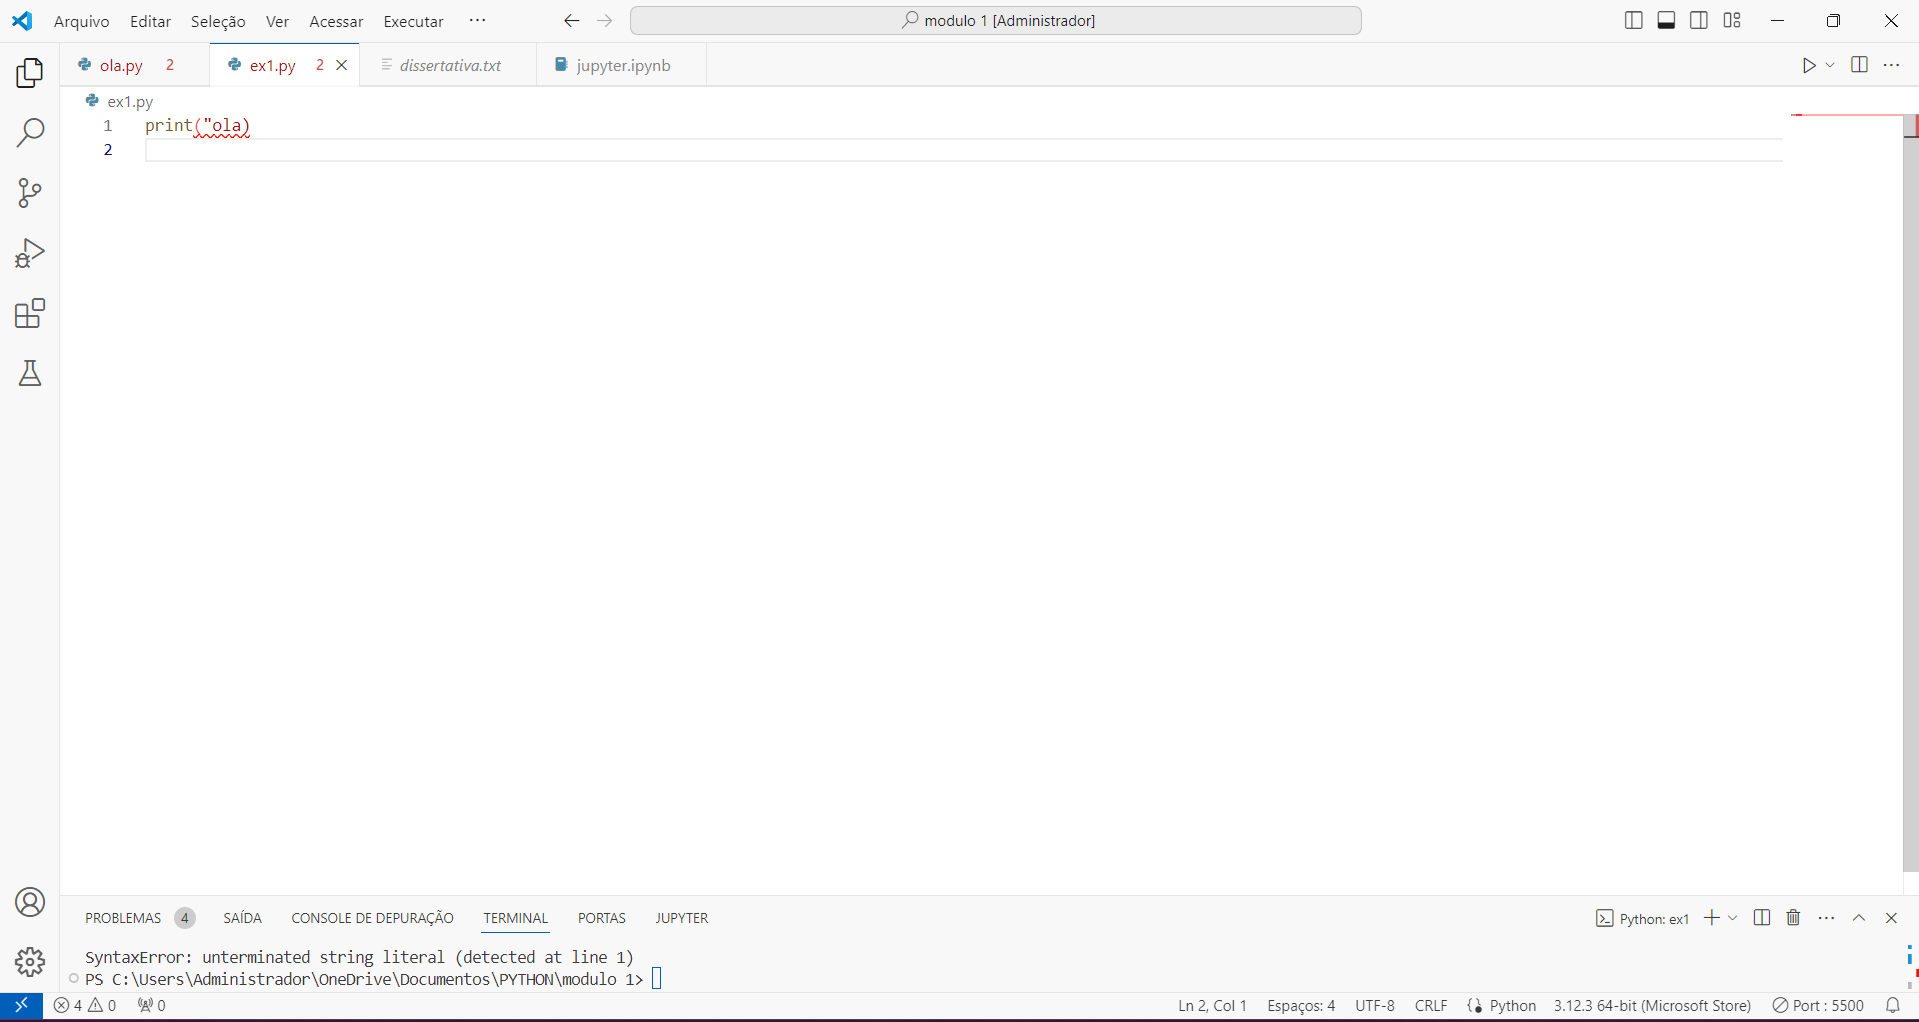 Arquivo Editar Seleção Ver Acessar Executar ··· modulo 1 [Administrador]
ola.py 2 ex1.py 2 dissertativa.txt jupyter.ipynb
ex1.py
1 print("ola)
2
PROBLEMAS 4 SAÍDA CONSOLE DE DEPURAÇÃO TERMINAL PORTAS JUPYTER Python: ex1
SyntaxError: unterminated string literal (detected at line 1)
PS C:\Users\Administrador\OneDrive\Documentos\PYTHON\modulo 1>
4 0 0 Ln 2, Col 1 Espaços: 4 UTF-8 CRLF Python 3.12.3 64-bit (Microsoft Store) Port : 5500